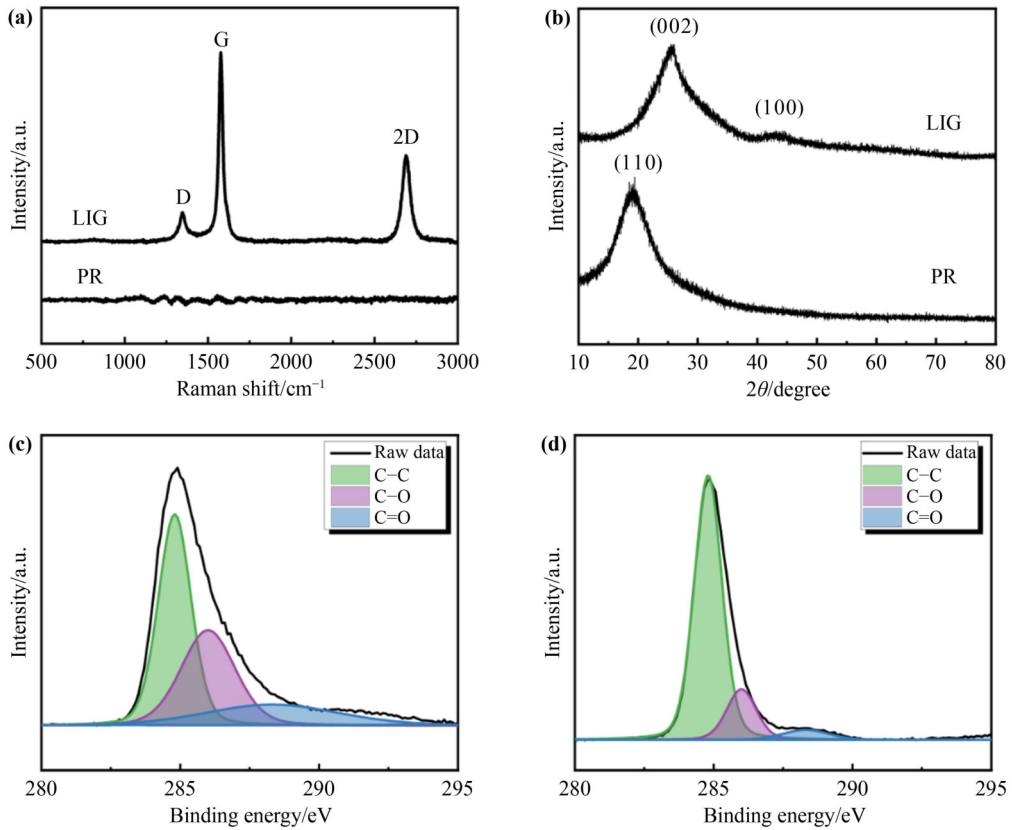 (a)
G
2D
D
LIG
PR
Intensity/a.u.
500 1000 1500 2000 2500 3000
Raman shift/cm⁻¹
(b)
(002)
(100)
LIG
(110)
PR
Intensity/a.u.
10 20 30 40 50 60 70 80
2θ/degree
(c)
Raw data
C−C
C−O
C=O
Intensity/a.u.
280 285 290 295
Binding energy/eV
(d)
Raw data
C−C
C−O
C=O
Intensity/a.u.
280 285 290 295
Binding energy/eV